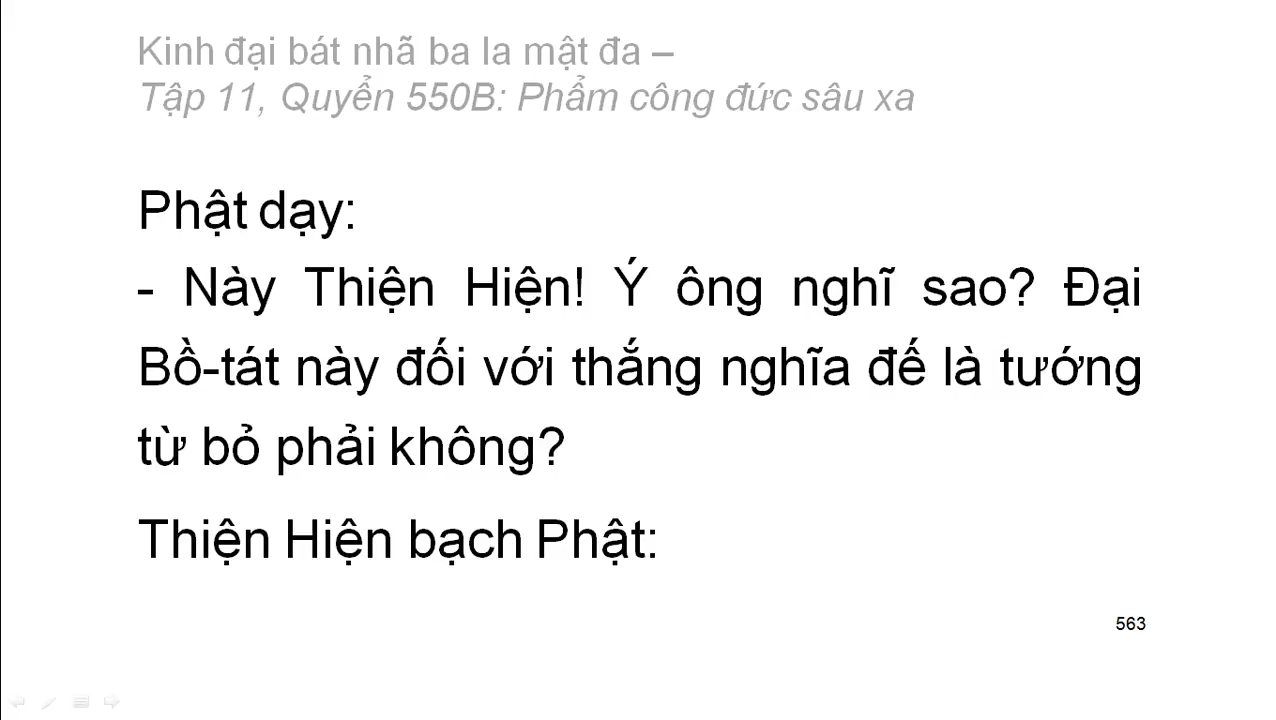 Kinh đại bát nhã ba la mật đa –
Tập 11, Quyển 550B: Phẩm công đức sâu xa
Phật dạy:
- Này Thiện Hiện! Ý ông nghĩ sao? Đại
Bồ-tát này đối với thắng nghĩa đế là tướng
từ bỏ phải không?
Thiện Hiện bạch Phật:
563